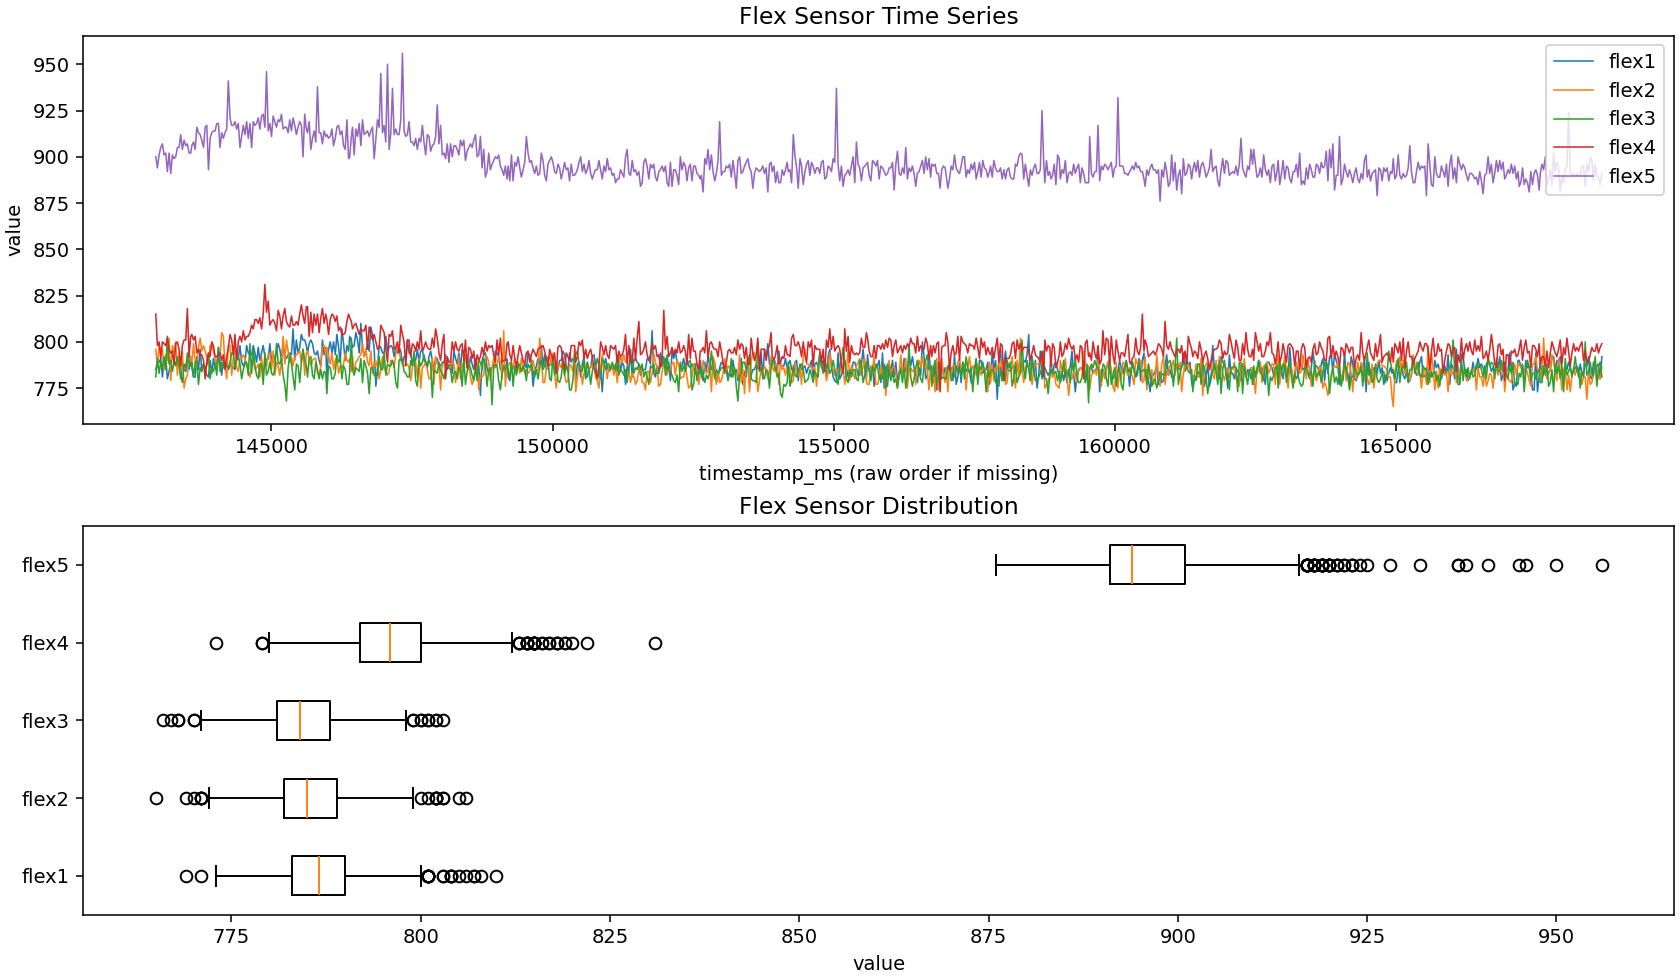 Flex Sensor Time Series
value
950
925
900
875
850
825
800
775
flex1
flex2
flex3
flex4
flex5
145000 150000 155000 160000 165000
timestamp_ms (raw order if missing)
Flex Sensor Distribution
flex5
flex4
flex3
flex2
flex1
775 800 825 850 875 900 925 950
value